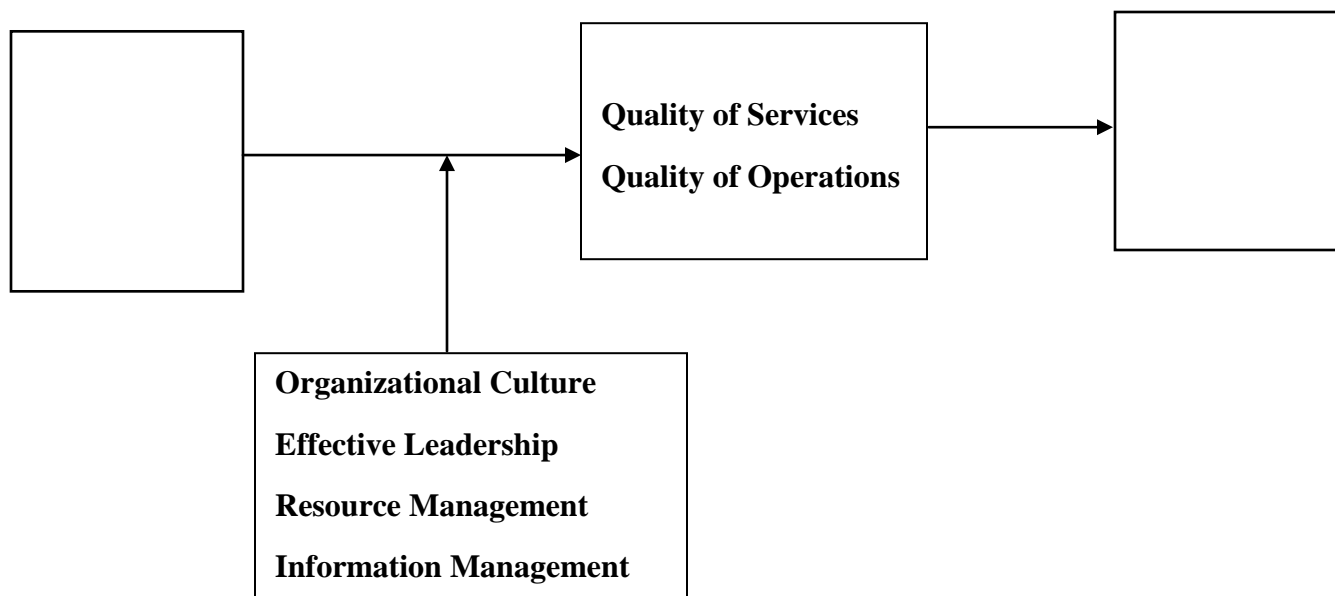 Quality of Services
Quality of Operations
Organizational Culture
Effective Leadership
Resource Management
Information Management